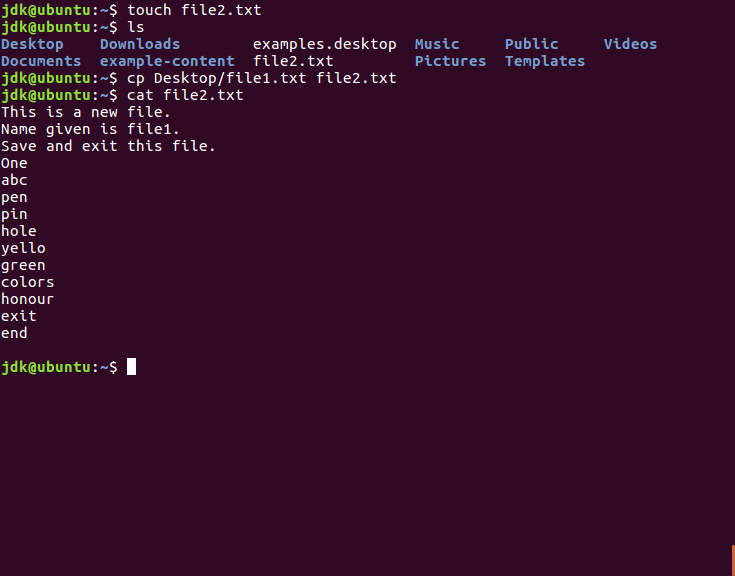 jdk@ubuntu:~$ touch file2.txt
jdk@ubuntu:~$ ls
Desktop    Downloads        examples.desktop  Music     Public     Videos
Documents  example-content  file2.txt         Pictures  Templates
jdk@ubuntu:~$ cp Desktop/file1.txt file2.txt
jdk@ubuntu:~$ cat file2.txt
This is a new file.
Name given is file1.
Save and exit this file.
One
abc
pen
pin
hole
yello
green
colors
honour
exit
end
jdk@ubuntu:~$